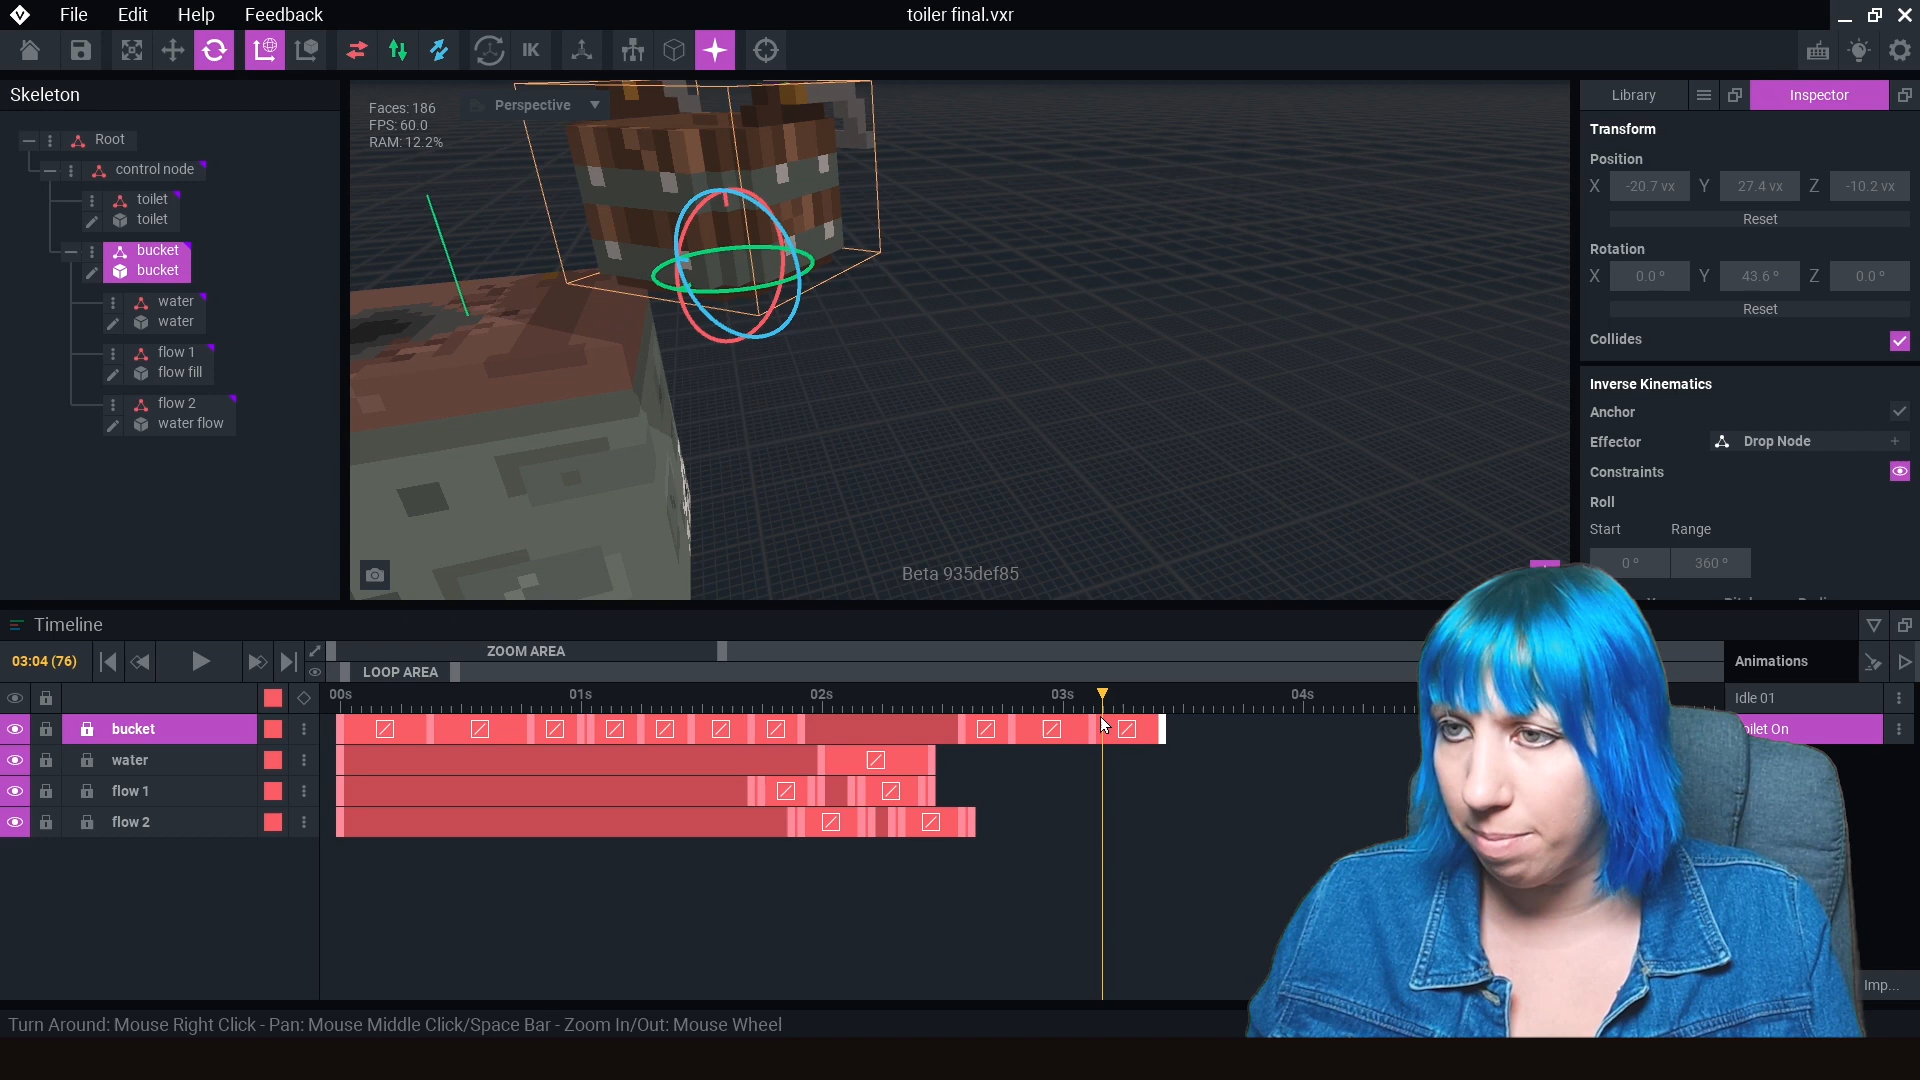 File Edit Help Feedback
toiler final.vxr
IK
Skeleton
Root
control node
toilet
toilet
bucket
bucket
water
water
flow 1
flow fill
flow 2
water flow
Faces: 186
FPS: 60.0
RAM: 12.2%
Perspective
Beta 935def85
Library
Inspector
Transform
Position
X -20.7 vx Y 27.4 vx Z -10.2 vx
Reset
Rotation
X 0.0 º Y 43.6 º Z 0.0 º
Reset
Collides
Inverse Kinematics
Anchor
Effector Drop Node
Constraints
Roll
Start Range
0 º 360 º
Timeline
03:04 (76)
ZOOM AREA
LOOP AREA
Animations
00s 01s 02s 03s 04s
Idle 01
bucket
oilet On
water
flow 1
flow 2
Imp...
Turn Around: Mouse Right Click - Pan: Mouse Middle Click/Space Bar - Zoom In/Out: Mouse Wheel